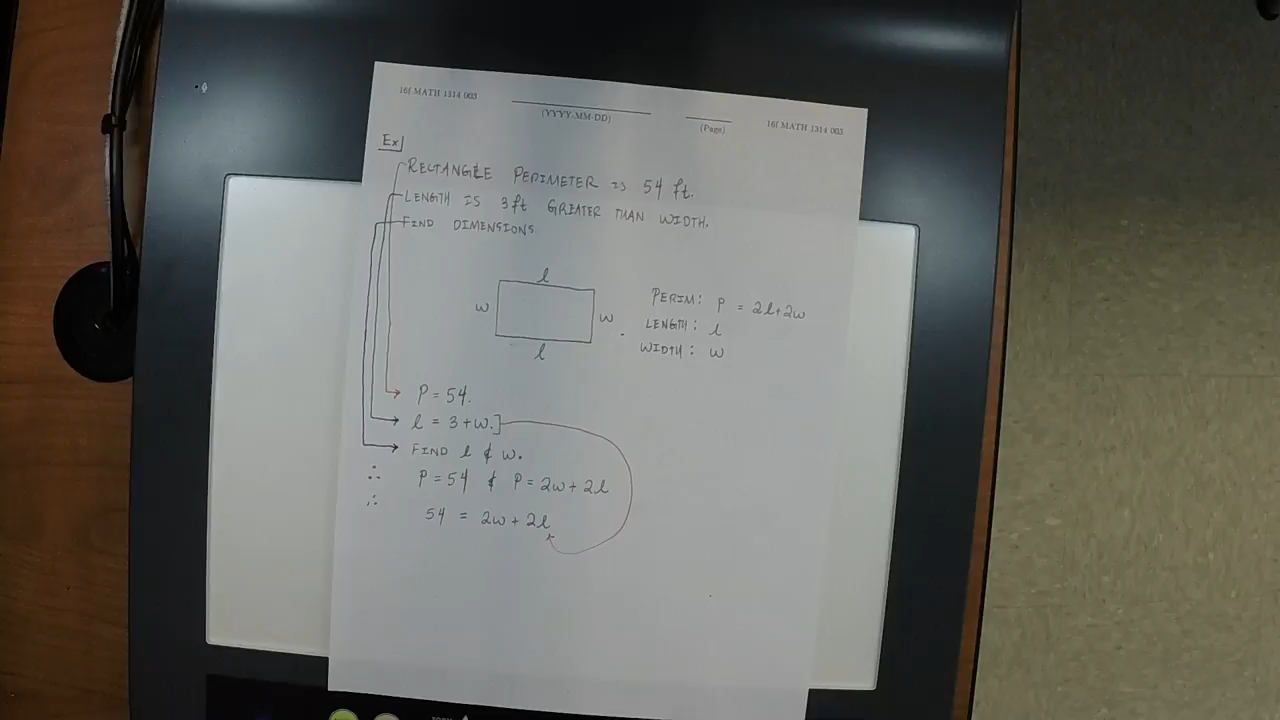 16f MATH 1314 003
(YYYY-MM-DD)
(Page)
16f MATH 1314 003
Ex]
RECTANGLE PERIMETER IS 54 ft.
LENGTH IS 3ft GREATER THAN WIDTH.
FIND DIMENSIONS.
l
w
w
l
PERIM: P = 2l+2w
LENGTH: l
WIDTH: w
P = 54.
l = 3+w.]
FIND l & w.
∴ P=54 & P=2w+2l
∴ 54 = 2w+2l